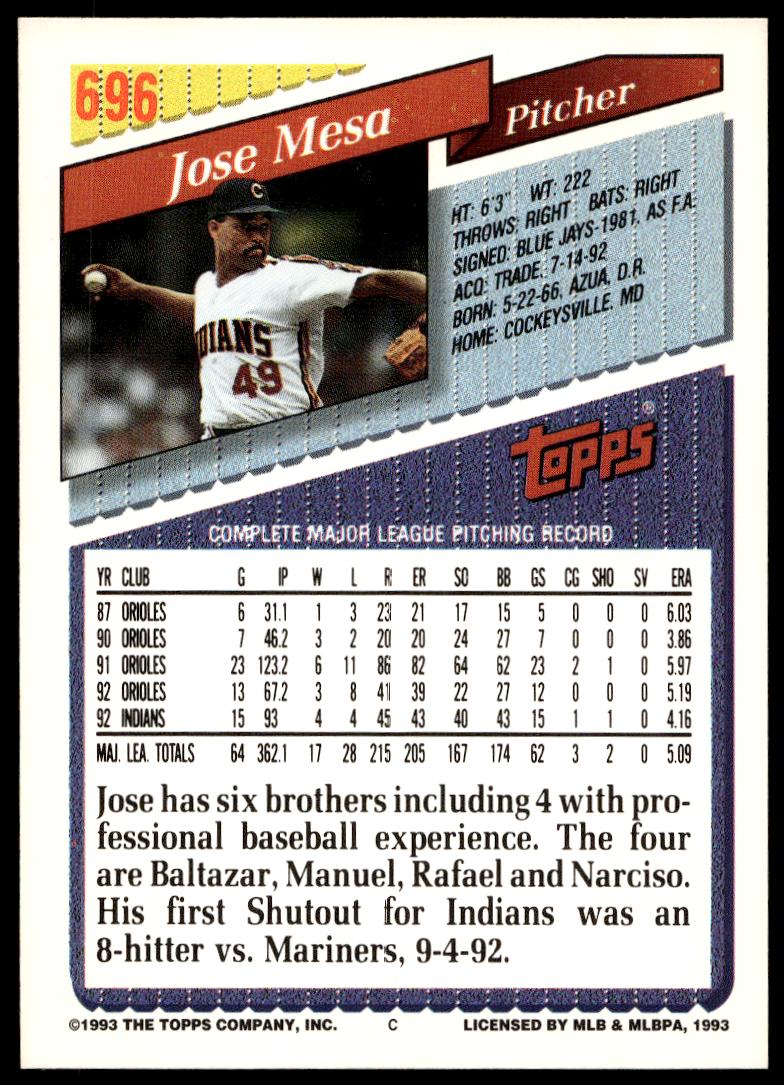 696
Jose Mesa
Pitcher
C
INDIANS
49
HT: 6'3" WT: 222
THROWS: RIGHT BATS: RIGHT
SIGNED: BLUE JAYS-1981, AS F.A.
ACQ: TRADE, 7-14-92
BORN: 5-22-66, AZUA, D.R.
HOME: COCKEYSVILLE, MD
topps®
COMPLETE MAJOR LEAGUE PITCHING RECORD
YR CLUB G IP W L R ER SO BB GS CG SHO SV ERA
87 ORIOLES 6 31.1 1 3 23 21 17 15 5 0 0 0 6.03
90 ORIOLES 7 46.2 3 2 20 20 24 27 7 0 0 0 3.86
91 ORIOLES 23 123.2 6 11 86 82 64 62 23 2 1 0 5.97
92 ORIOLES 13 67.2 3 8 41 39 22 27 12 0 0 0 5.19
92 INDIANS 15 93 4 4 45 43 40 43 15 1 1 0 4.16
MAJ. LEA. TOTALS 64 362.1 17 28 215 205 167 174 62 3 2 0 5.09
Jose has six brothers including 4 with pro-
fessional baseball experience. The four
are Baltazar, Manuel, Rafael and Narciso.
His first Shutout for Indians was an
8-hitter vs. Mariners, 9-4-92.
©1993 THE TOPPS COMPANY, INC. C LICENSED BY MLB & MLBPA, 1993